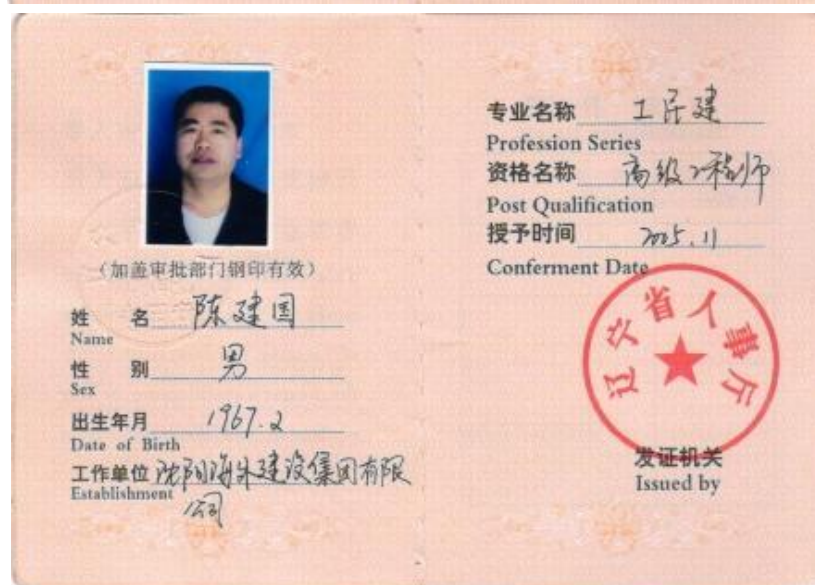 (加盖审批部门钢印有效)
姓 名 陈建国
Name
性 别 男
Sex
出生年月 1967.2
Date of Birth
工作单位 沈阳海外建设集团有限
Establishment
公司
专业名称 工民建
Profession Series
资格名称 高级工程师
Post Qualification
授予时间 2005.11
Conferment Date
辽宁省人事厅
发证机关
Issued by